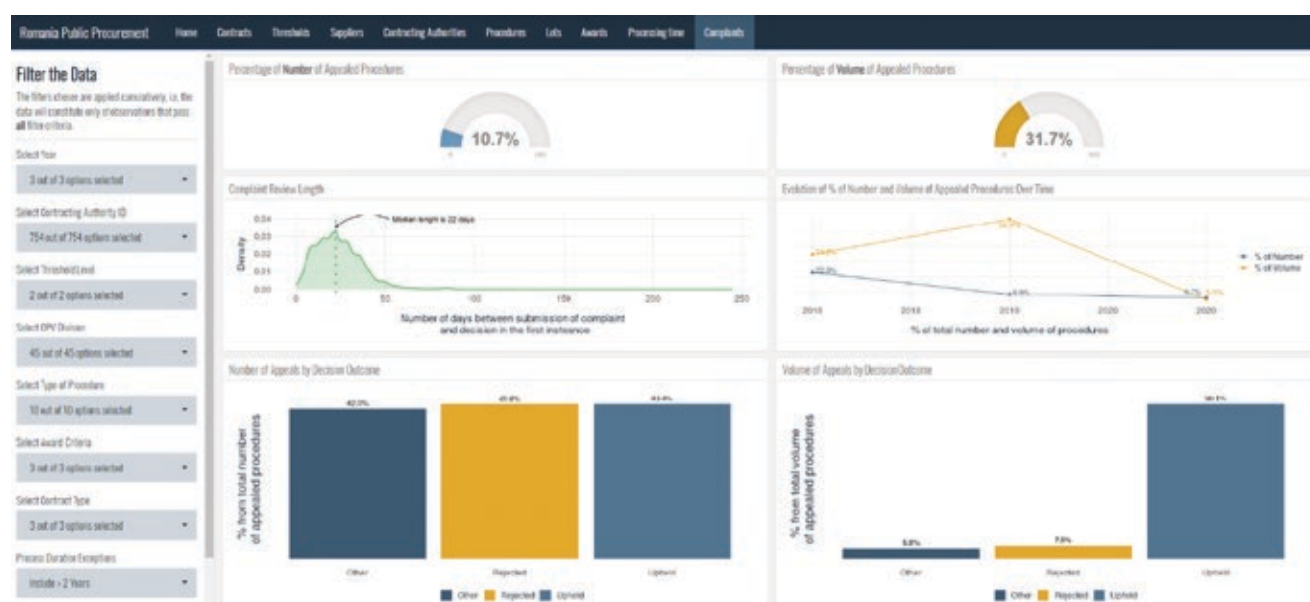 Romania Public Procurement Home Contracts Thresholds Suppliers Contracting Authorities Procedures Lots Awards Processing time Complaints
Filter the Data
The filters chosen are applied cumulatively, i.e. the
data will constitute only of observations that pass
all filter criteria.
Select Year
3 out of 3 options selected
Select Contracting Authority ID
754 out of 754 options selected
Select Threshold Level
2 out of 2 options selected
Select CPV Division
45 out of 45 options selected
Select Type of Procedure
10 out of 10 options selected
Select Award Criteria
3 out of 3 options selected
Select Contract Type
3 out of 3 options selected
Process Duration Exceptions
Include > 2 Years
Percentage of Number of Appealed Procedures
10.7%
0 100
Percentage of Volume of Appealed Procedures
31.7%
0 100
Complaint Review Length
Median length is 22 days
Density
0.04
0.03
0.02
0.01
0.00
0 50 100 150 200 250
Number of days between submission of complaint
and decision in the first instance
Evolution of % of Number and Volume of Appealed Procedures Over Time
% of Number
% of Volume
2018 2019 2020 2020
% of total number and volume of procedures
Number of Appeals by Decision Outcome
% from total number
of appealed procedures
Other Rejected Upheld
Other Rejected Upheld
Volume of Appeals by Decision Outcome
% from total volume
of appealed procedures
Other Rejected Upheld
Other Rejected Upheld